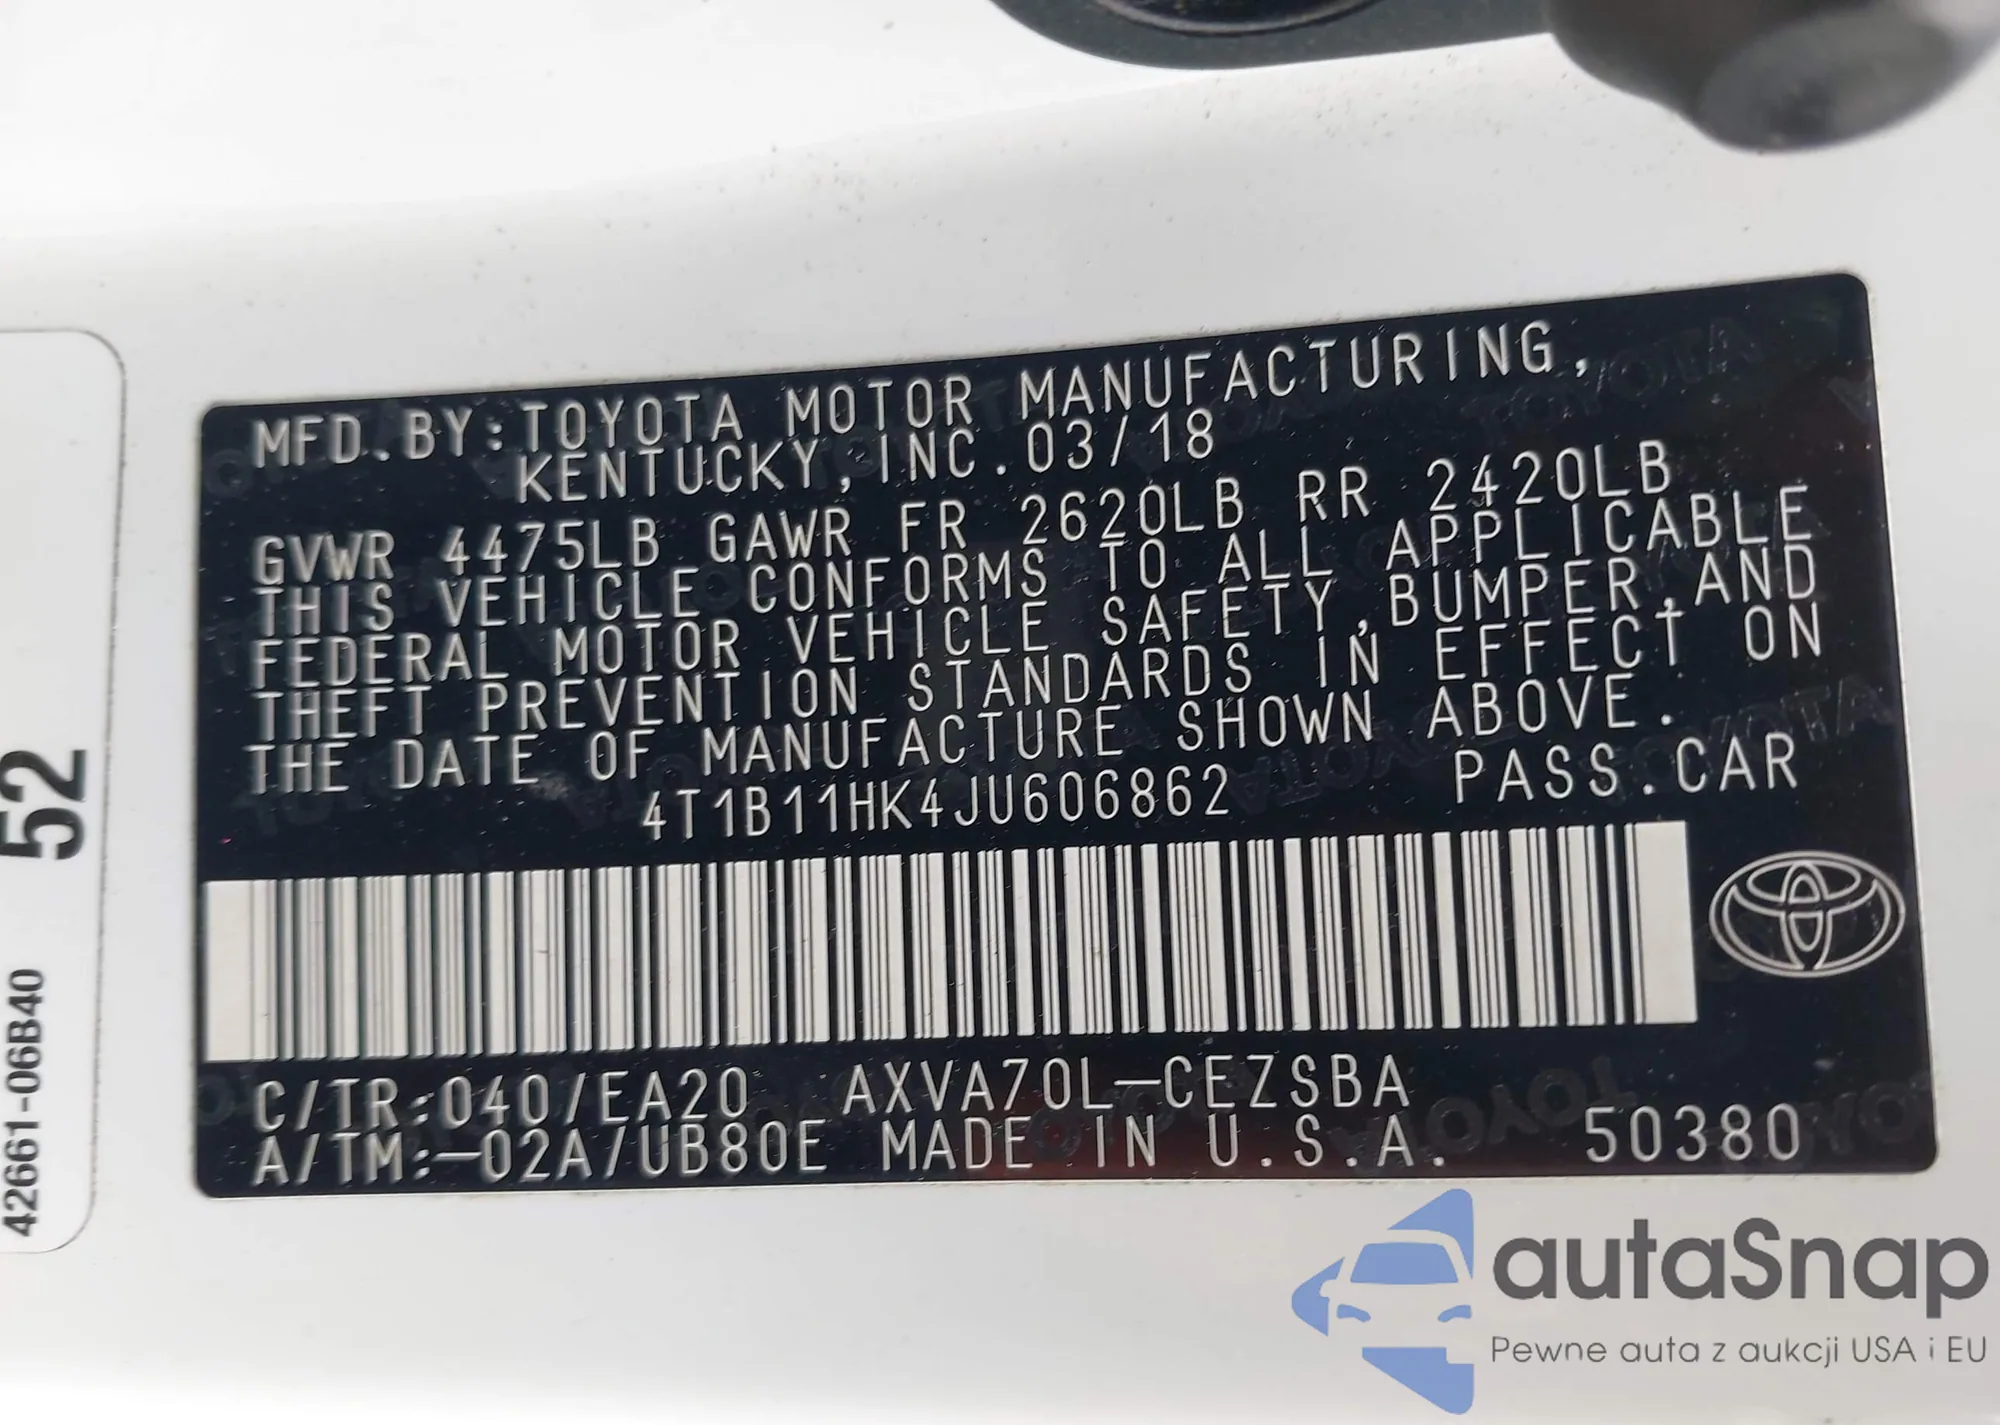 MFD.BY:TOYOTA MOTOR MANUFACTURING,
KENTUCKY,INC.03/18
GVWR 4475LB GAWR FR 2620LB RR 2420LB
THIS VEHICLE CONFORMS TO ALL APPLICABLE
FEDERAL MOTOR VEHICLE SAFETY,BUMPER,AND
THEFT PREVENTION STANDARDS IN EFFECT ON
THE DATE OF MANUFACTURE SHOWN ABOVE.
4T1B11HK4JU606862 PASS.CAR
C/TR:040/EA20 AXVA70L-CEZSBA
A/TM:-02A/UB80E MADE IN U.S.A. 50380
52
42661-06B40
autaSnap
Pewne auta z aukcji USA i EU